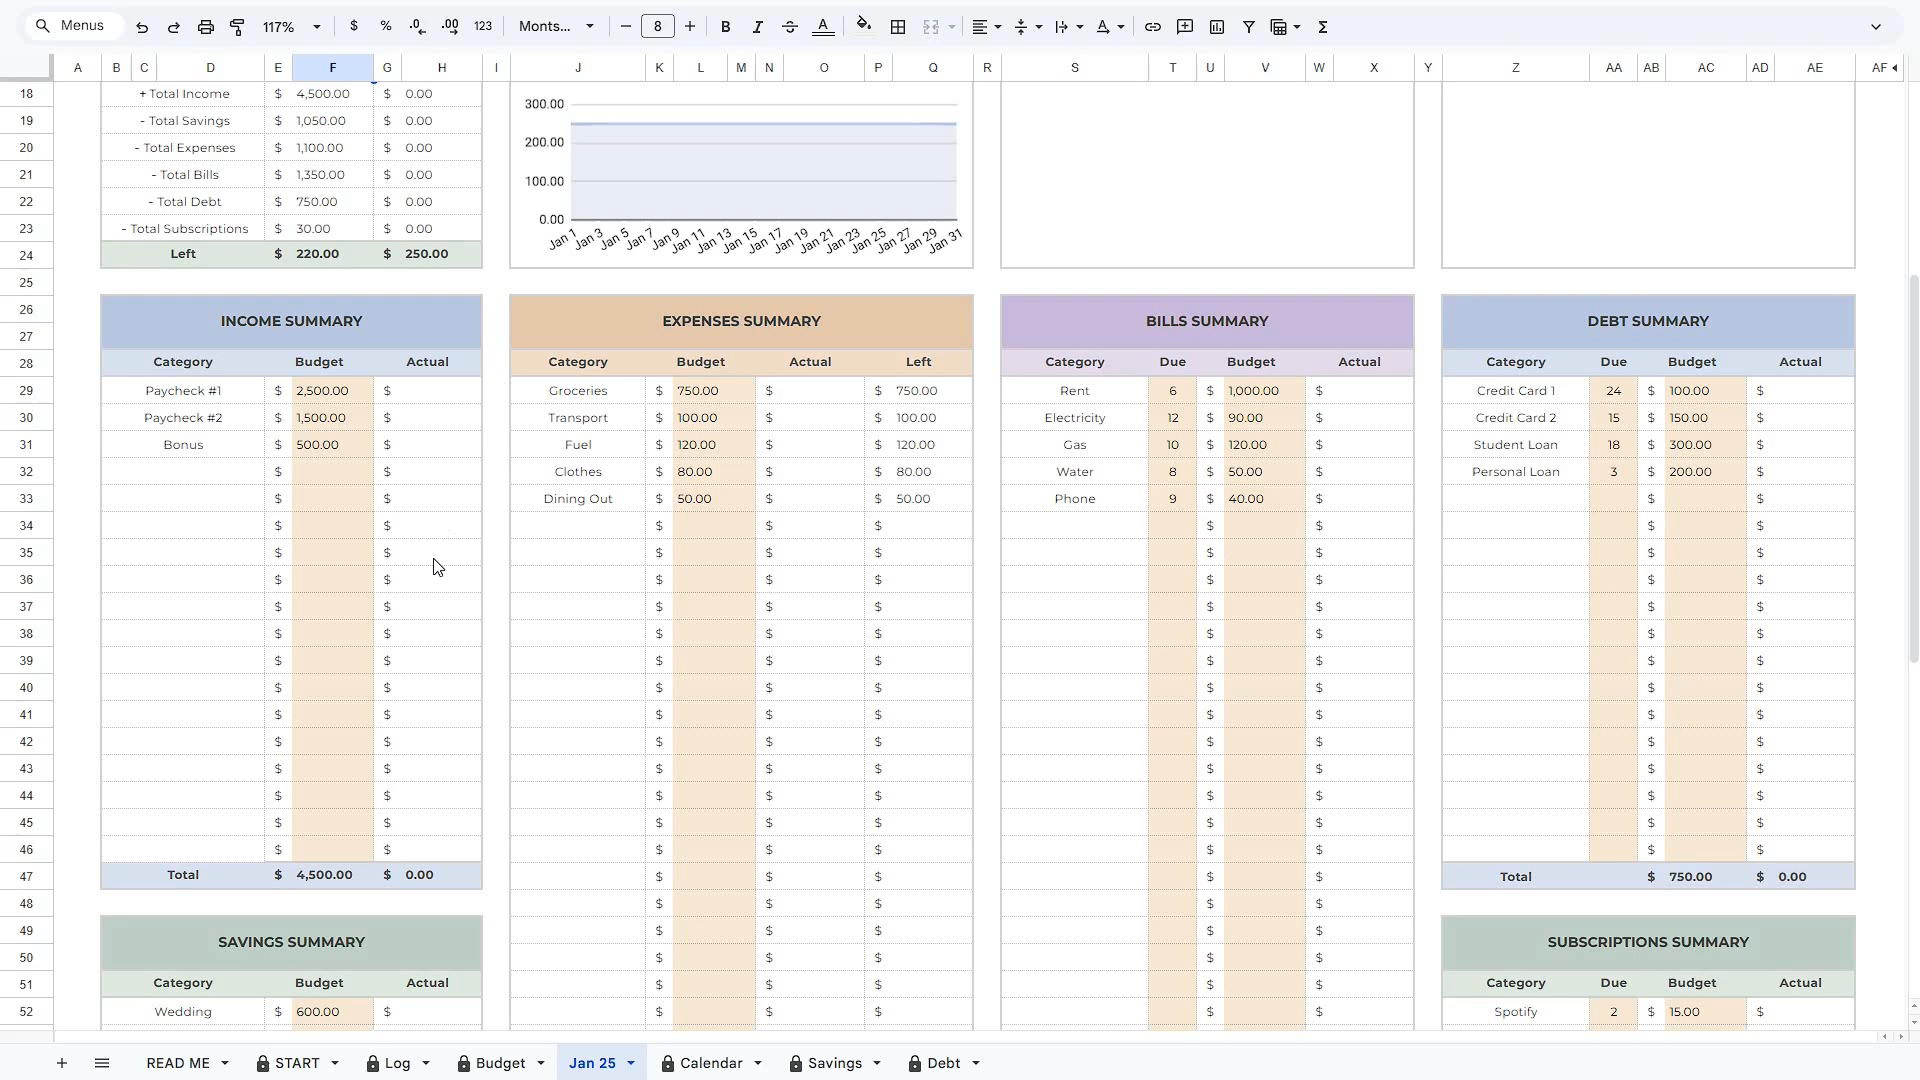 Menus 117% $ % .0 .00 123 Monts... − 8 + B I S A
A B C D E F G H I J K L M N O P Q R S T U V W X Y Z AA AB AC AD AE AF
18 + Total Income $ 4,500.00 $ 0.00
19 - Total Savings $ 1,050.00 $ 0.00
20 - Total Expenses $ 1,100.00 $ 0.00
21 - Total Bills $ 1,350.00 $ 0.00
22 - Total Debt $ 750.00 $ 0.00
23 - Total Subscriptions $ 30.00 $ 0.00
24 Left $ 220.00 $ 250.00
300.00
200.00
100.00
0.00
Jan 1 Jan 3 Jan 5 Jan 7 Jan 9 Jan 11 Jan 13 Jan 15 Jan 17 Jan 19 Jan 21 Jan 23 Jan 25 Jan 27 Jan 29 Jan 31
25
26 INCOME SUMMARY EXPENSES SUMMARY BILLS SUMMARY DEBT SUMMARY
27
28 Category Budget Actual Category Budget Actual Left Category Due Budget Actual Category Due Budget Actual
29 Paycheck #1 $ 2,500.00 $ Groceries $ 750.00 $ $ 750.00 Rent 6 $ 1,000.00 $ Credit Card 1 24 $ 100.00 $
30 Paycheck #2 $ 1,500.00 $ Transport $ 100.00 $ $ 100.00 Electricity 12 $ 90.00 $ Credit Card 2 15 $ 150.00 $
31 Bonus $ 500.00 $ Fuel $ 120.00 $ $ 120.00 Gas 10 $ 120.00 $ Student Loan 18 $ 300.00 $
32 $ $ Clothes $ 80.00 $ $ 80.00 Water 8 $ 50.00 $ Personal Loan 3 $ 200.00 $
33 $ $ Dining Out $ 50.00 $ $ 50.00 Phone 9 $ 40.00 $ $ $
34 $ $ $ $ $ $ $ $ $
35 $ $ $ $ $ $ $ $ $
36 $ $ $ $ $ $ $ $ $
37 $ $ $ $ $ $ $ $ $
38 $ $ $ $ $ $ $ $ $
39 $ $ $ $ $ $ $ $ $
40 $ $ $ $ $ $ $ $ $
41 $ $ $ $ $ $ $ $ $
42 $ $ $ $ $ $ $ $ $
43 $ $ $ $ $ $ $ $ $
44 $ $ $ $ $ $ $ $ $
45 $ $ $ $ $ $ $ $ $
46 $ $ $ $ $ $ $ $ $
47 Total $ 4,500.00 $ 0.00 $ $ $ $ $ Total $ 750.00 $ 0.00
48 $ $ $ $ $
49 SAVINGS SUMMARY $ $ $ $ $ SUBSCRIPTIONS SUMMARY
50 $ $ $ $ $
51 Category Budget Actual $ $ $ $ $ Category Due Budget Actual
52 Wedding $ 600.00 $ $ $ $ $ $ Spotify 2 $ 15.00 $
READ ME START Log Budget Jan 25 Calendar Savings Debt